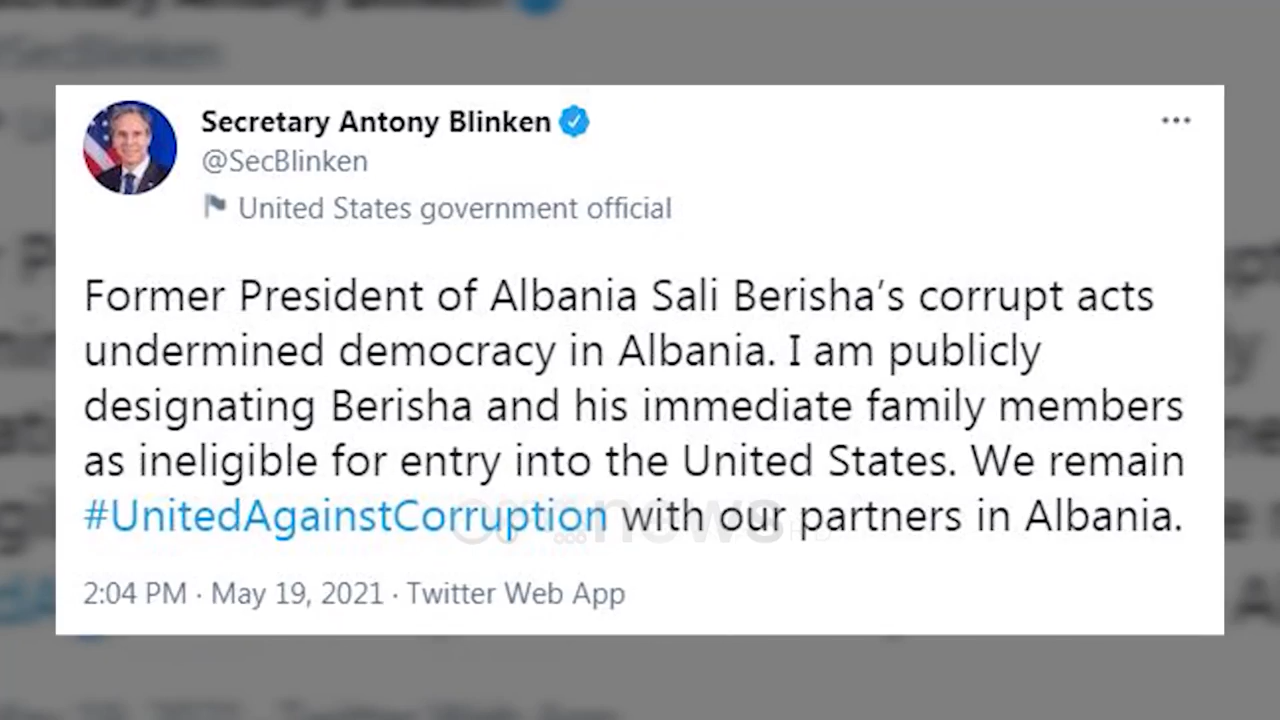 Secretary Antony Blinken
@SecBlinken
United States government official
Former President of Albania Sali Berisha's corrupt acts
undermined democracy in Albania. I am publicly
designating Berisha and his immediate family members
as ineligible for entry into the United States. We remain
#UnitedAgainstCorruption with our partners in Albania.
news
2:04 PM · May 19, 2021 · Twitter Web App